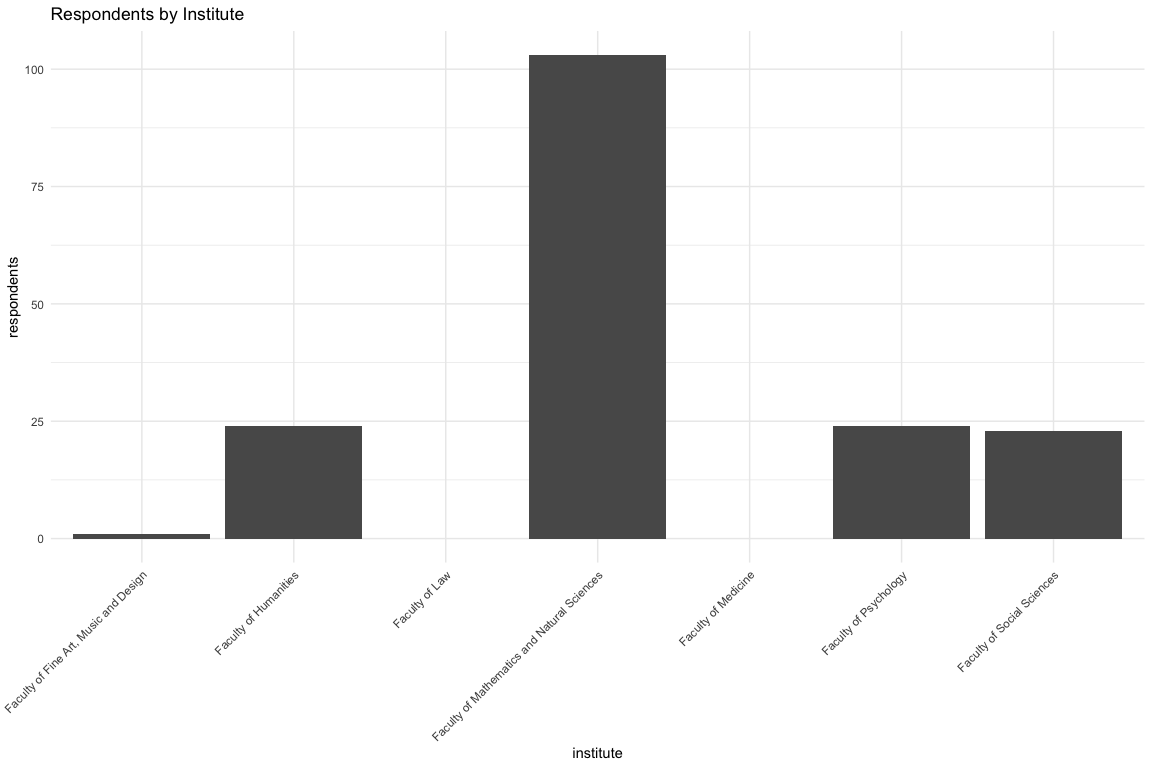 Respondents by Institute
respondents
100
75
50
25
0
Faculty of Fine Art. Music and Design
Faculty of Humanities
Faculty of Law
Faculty of Mathematics and Natural Sciences
Faculty of Medicine
Faculty of Psychology
Faculty of Social Sciences
institute